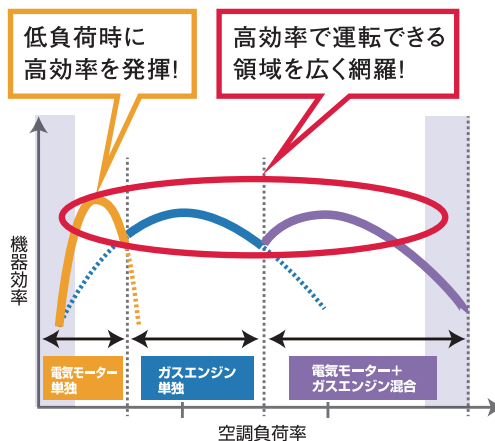 低負荷時に
高効率を発揮!
高効率で運転できる
領域を広く網羅!
機器効率
電気モーター
単独
ガスエンジン
単独
電気モーター+
ガスエンジン混合
空調負荷率